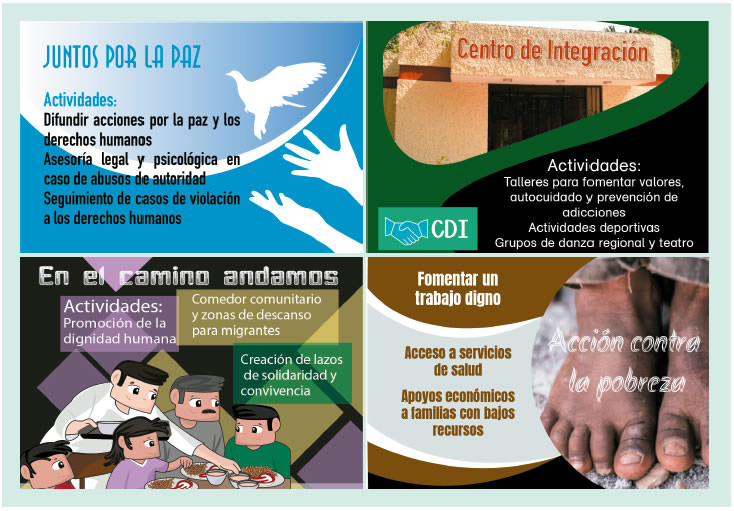 JUNTOS POR LA PAZ
Actividades:
Difundir acciones por la paz y los
derechos humanos
Asesoría legal y psicológica en
caso de abusos de autoridad
Seguimiento de casos de violación
a los derechos humanos
Centro de Integración
Actividades:
Talleres para fomentar valores,
autocuidado y prevención de
adicciones
Actividades deportivas
Grupos de danza regional y teatro
CDI
En el camino andamos
Actividades:
Promoción de la
dignidad humana
Comedor comunitario
y zonas de descanso
para migrantes
Creación de lazos
de solidaridad y
convivencia
Fomentar un
trabajo digno
Acceso a servicios
de salud
Apoyos económicos
a familias con bajos
recursos
Acción contra
la pobreza